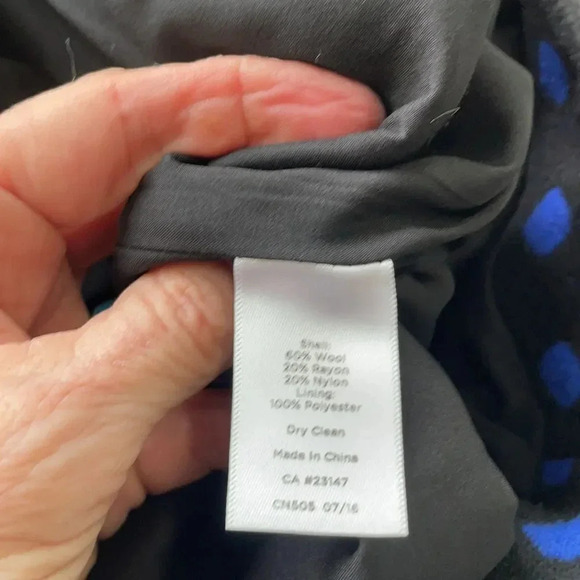 Shell:
60% Wool
20% Rayon
20% Nylon
Lining:
100% Polyester
Dry Clean
Made In China
CA #23147
CN505 07/16